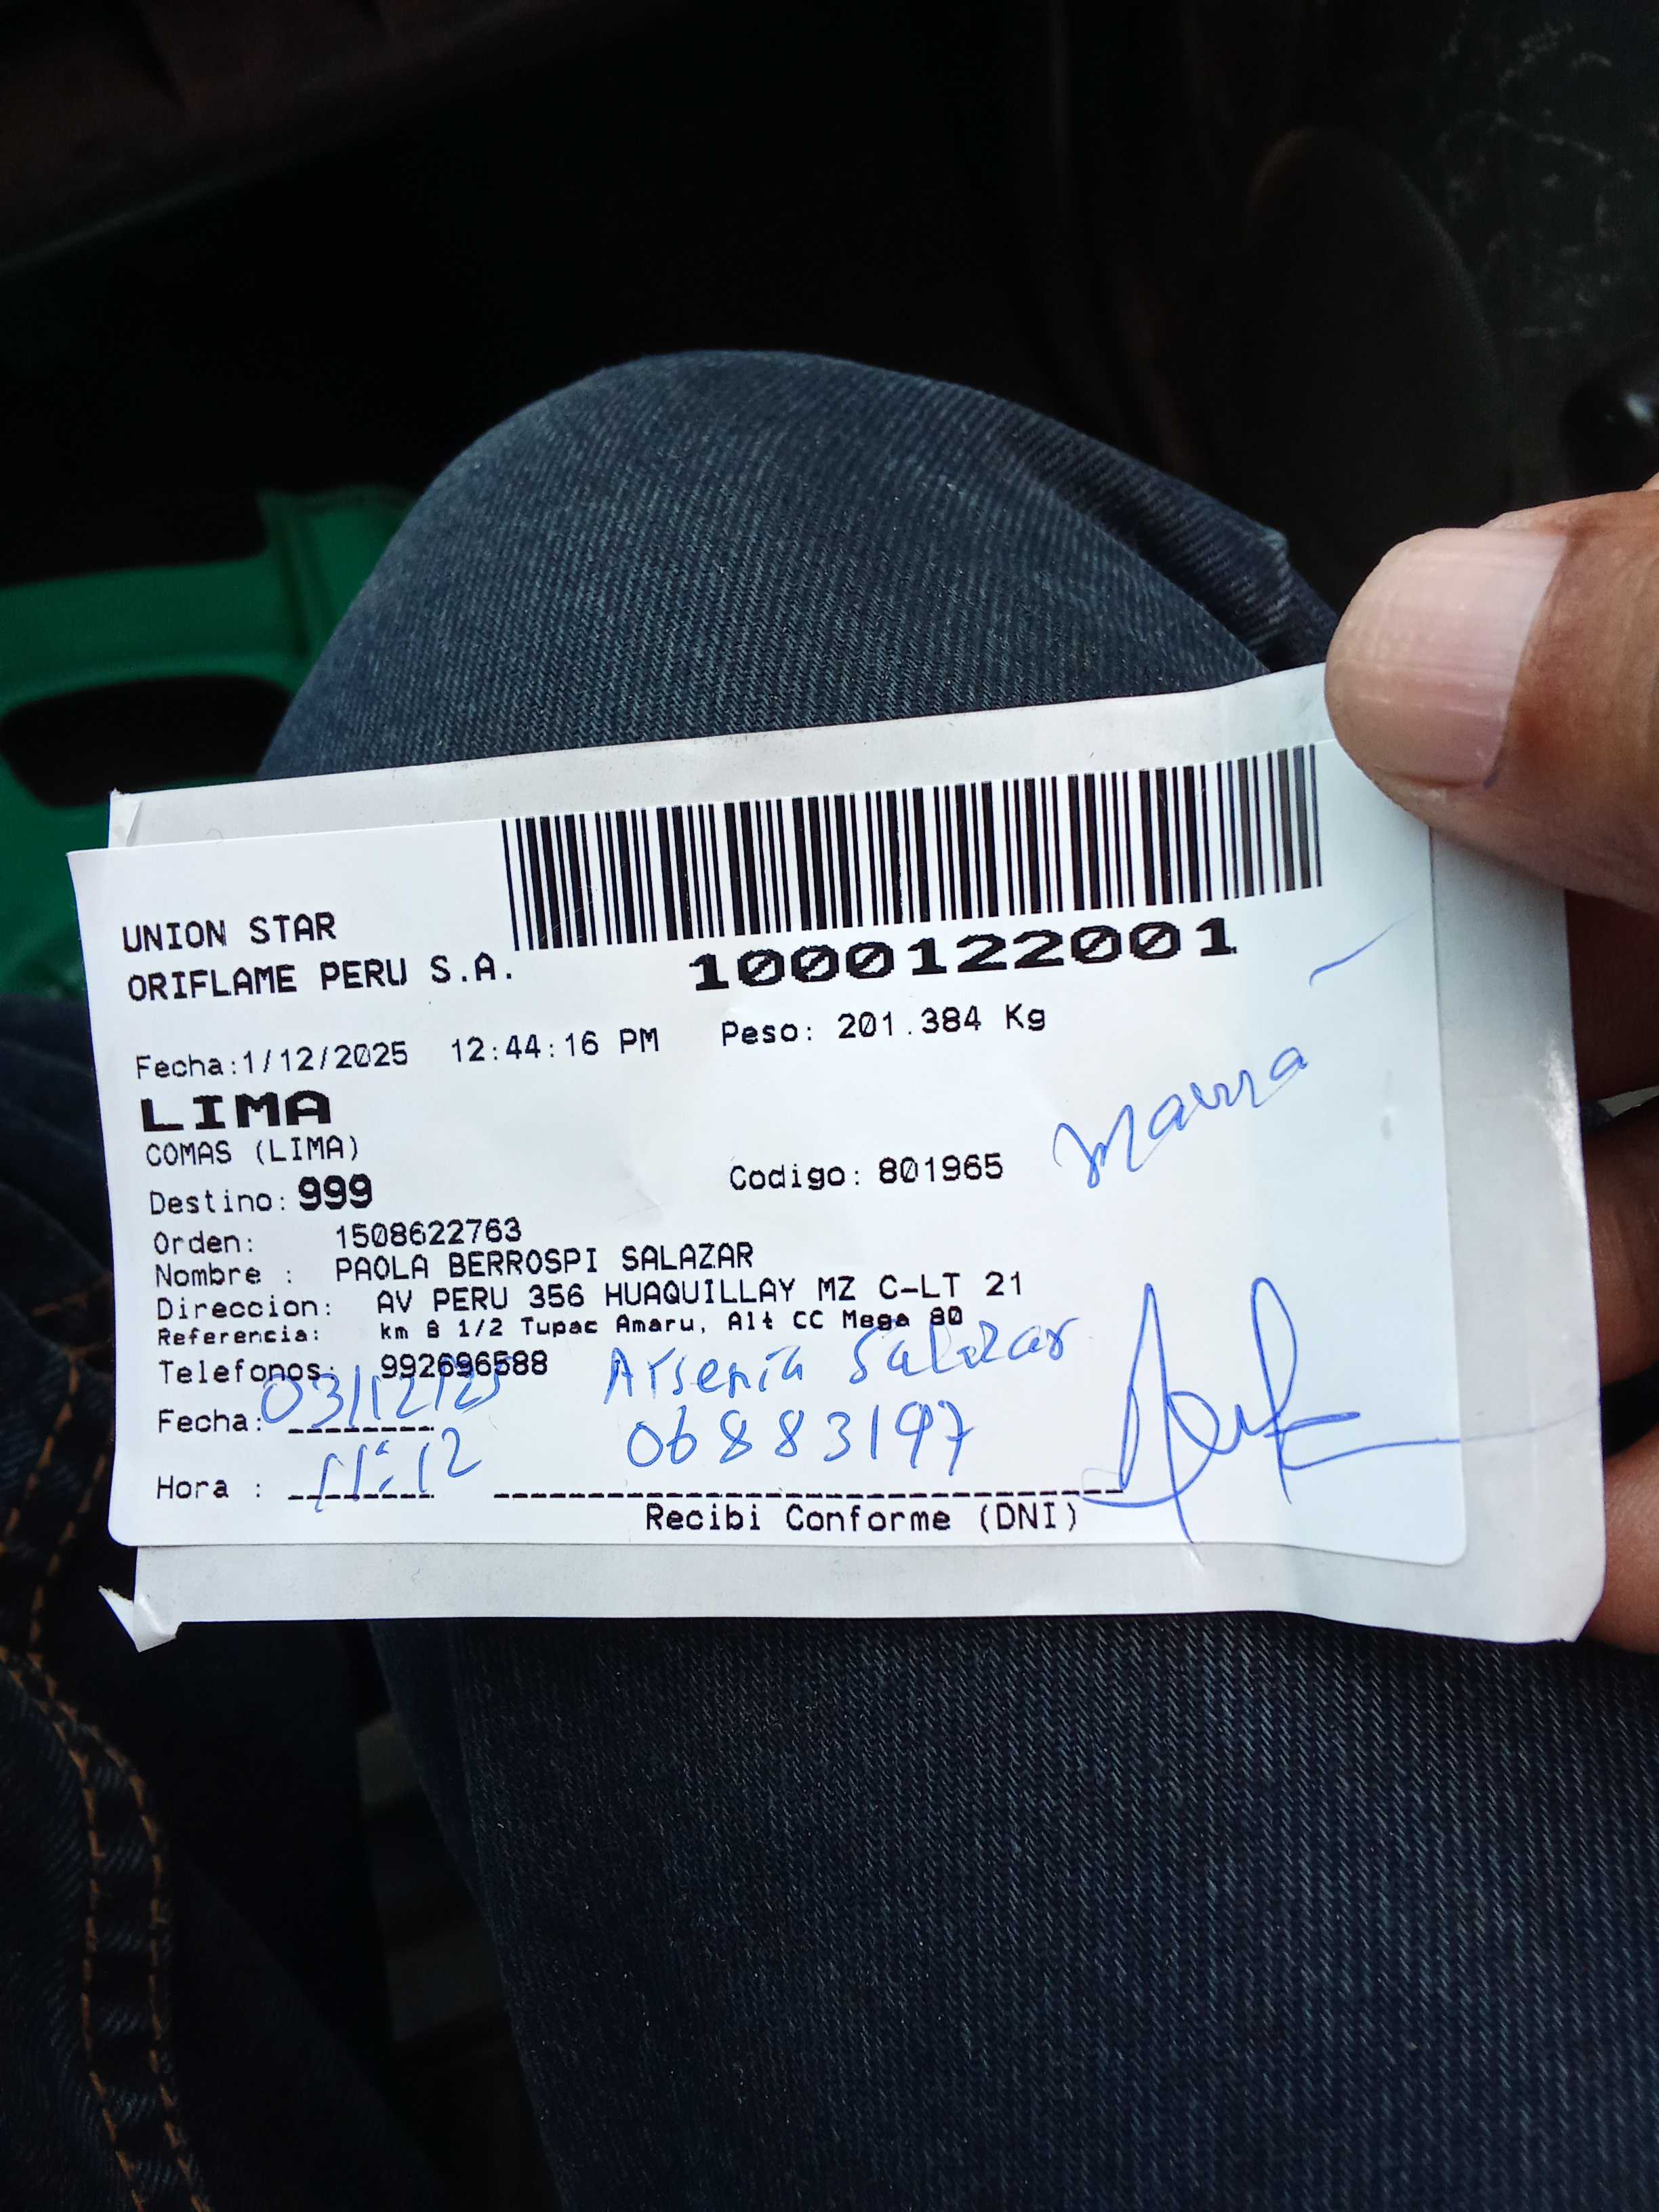 UNION STAR
ORIFLAME PERU S.A.
1000122001
Fecha:1/12/2025 12:44:16 PM Peso: 201.384 Kg
LIMA
COMAS (LIMA)
Destino: 999 Codigo: 801965
Orden: 1508622763
Nombre : PAOLA BERROSPI SALAZAR
Direccion: AV PERU 356 HUAQUILLAY MZ C-LT 21
Referencia: km 8 1/2 Tupac Amaru, Alt CC Mega 80
Telefonos: 992696588 Arsenia Salazar
Fecha: 03/12/25 06883197
Hora : 11:12
Recibi Conforme (DNI)